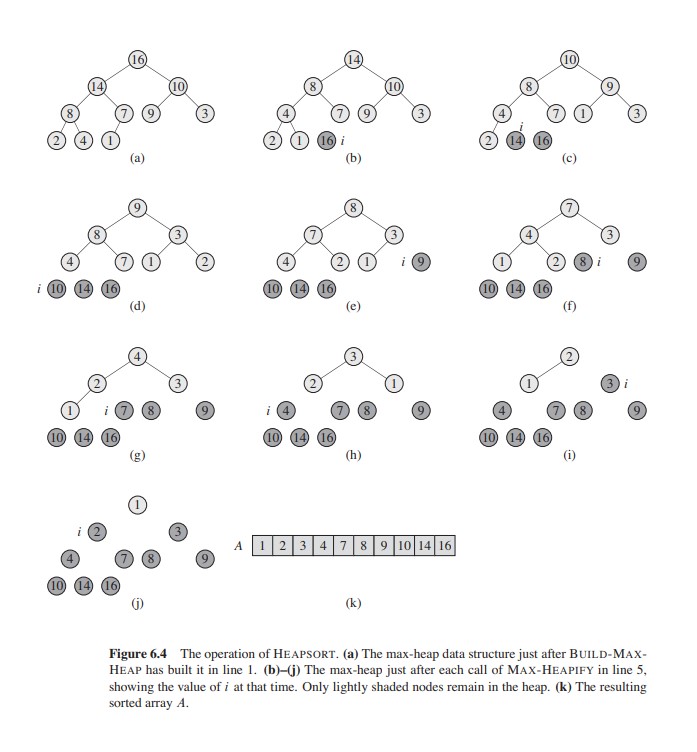 16 14 10
14 10 8 10 8 9
8 7 9 3 4 7 9 3 4 i 7 1 3
2 4 1 2 1 16 i 2 14 16
(a) (b) (c)
9 8 7
8 3 7 3 4 3
4 7 1 2 4 2 1 i 9 1 2 8 i 9
i 10 14 16 10 14 16 10 14 16
(d) (e) (f)
4 3 2
2 3 2 1 1 3 i
1 i 7 8 9 i 4 7 8 9 4 7 8 9
10 14 16 10 14 16 10 14 16
(g) (h) (i)
1
i 2 3
A 1 2 3 4 7 8 9 10 14 16
4 7 8 9
10 14 16
(j) (k)
Figure 6.4 The operation of HEAPSORT. (a) The max-heap data structure just after BUILD-MAX-
HEAP has built it in line 1. (b)–(j) The max-heap just after each call of MAX-HEAPIFY in line 5,
showing the value of i at that time. Only lightly shaded nodes remain in the heap. (k) The resulting
sorted array A.